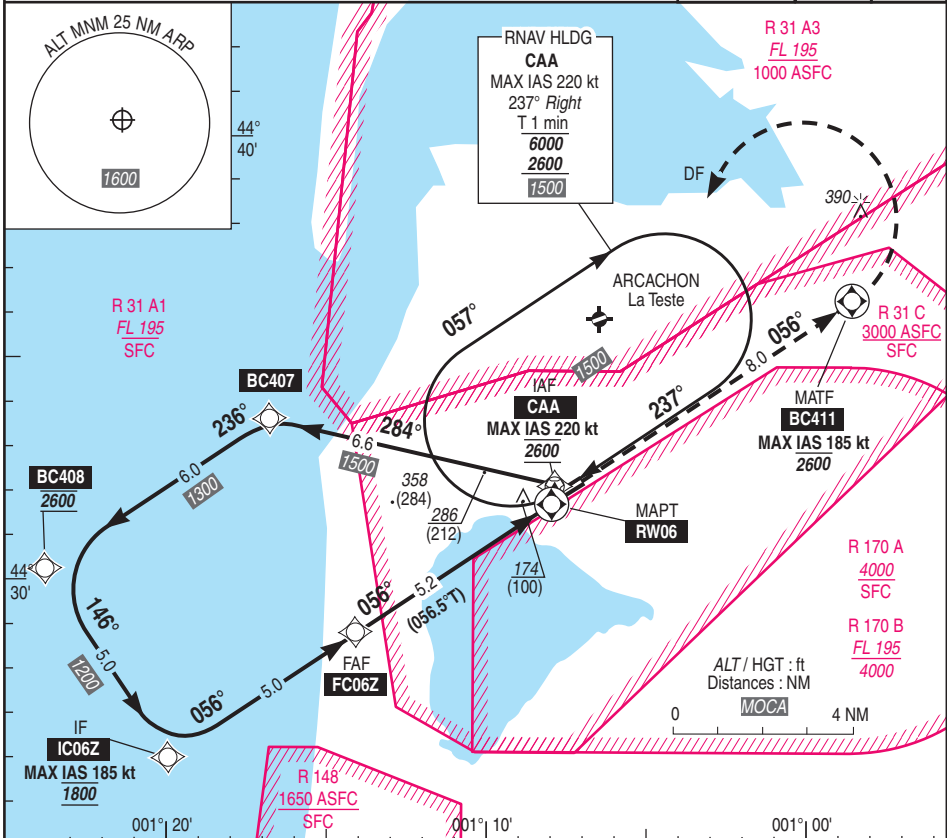 ALT MNM 25 NM ARP
1600
44°
40'
RNAV HLDG
CAA
MAX IAS 220 kt
237° Right
T 1 min
6000
2600
1500
R 31 A3
FL 195
1000 ASFC
DF
390
ARCACHON
La Teste
057°
R 31 A1
FL 195
SFC
R 31 C
3000 ASFC
SFC
056°
8.0
1500
237°
IAF
CAA
MAX IAS 220 kt
2600
MATF
BC411
MAX IAS 185 kt
2600
BC407
236°
284°
6.6
1500
6.0
1300
BC408
2600
358
(284)
286
(212)
MAPT
RW06
174
(100)
44°
30'
146°
5.0
1200
056°
5.2
(056.5°T)
FAF
FC06Z
056°
5.0
IF
IC06Z
MAX IAS 185 kt
1800
R 170 A
4000
SFC
R 170 B
FL 195
4000
ALT / HGT : ft
Distances : NM
MOCA
0 4 NM
R 148
1650 ASFC
SFC
001° 20'
001° 10'
001° 00'